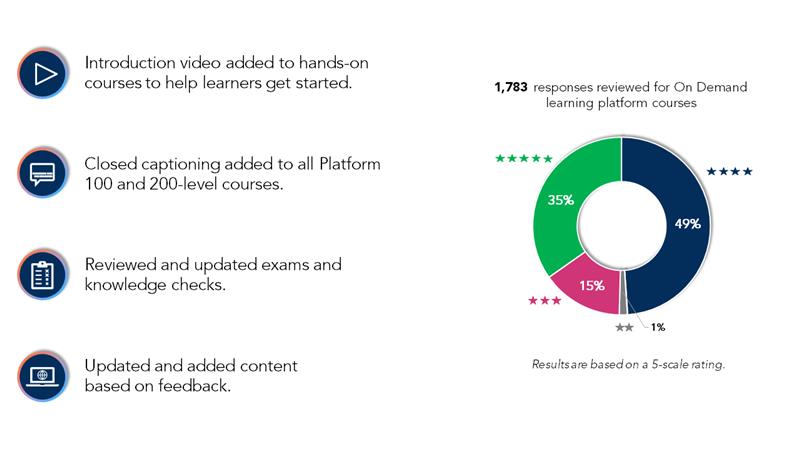 Introduction video added to hands-on
courses to help learners get started.
Closed captioning added to all Platform
100 and 200-level courses.
Reviewed and updated exams and
knowledge checks.
Updated and added content
based on feedback.
1,783 responses reviewed for On Demand
learning platform courses
★★★★★
★★★★
35%
49%
15%
★★★
★★
1%
Results are based on a 5-scale rating.